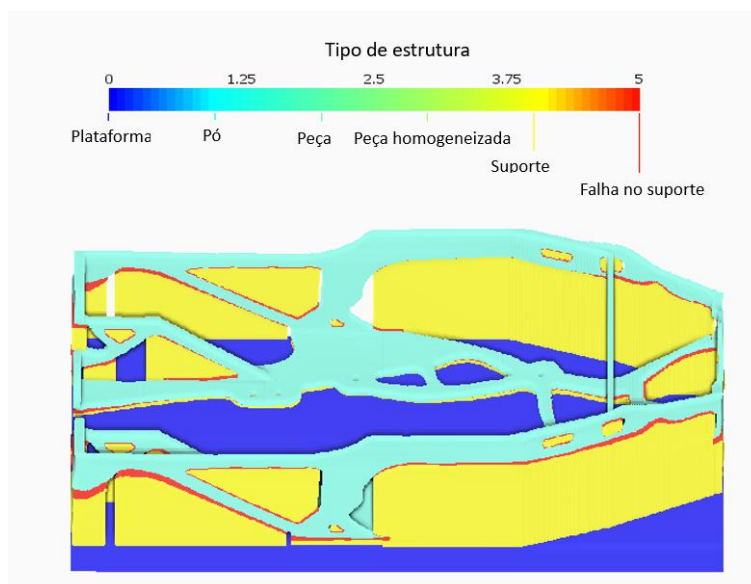 Tipo de estrutura
0 1.25 2.5 3.75 5
Plataforma Pó Peça Peça homogeneizada
Suporte
Falha no suporte